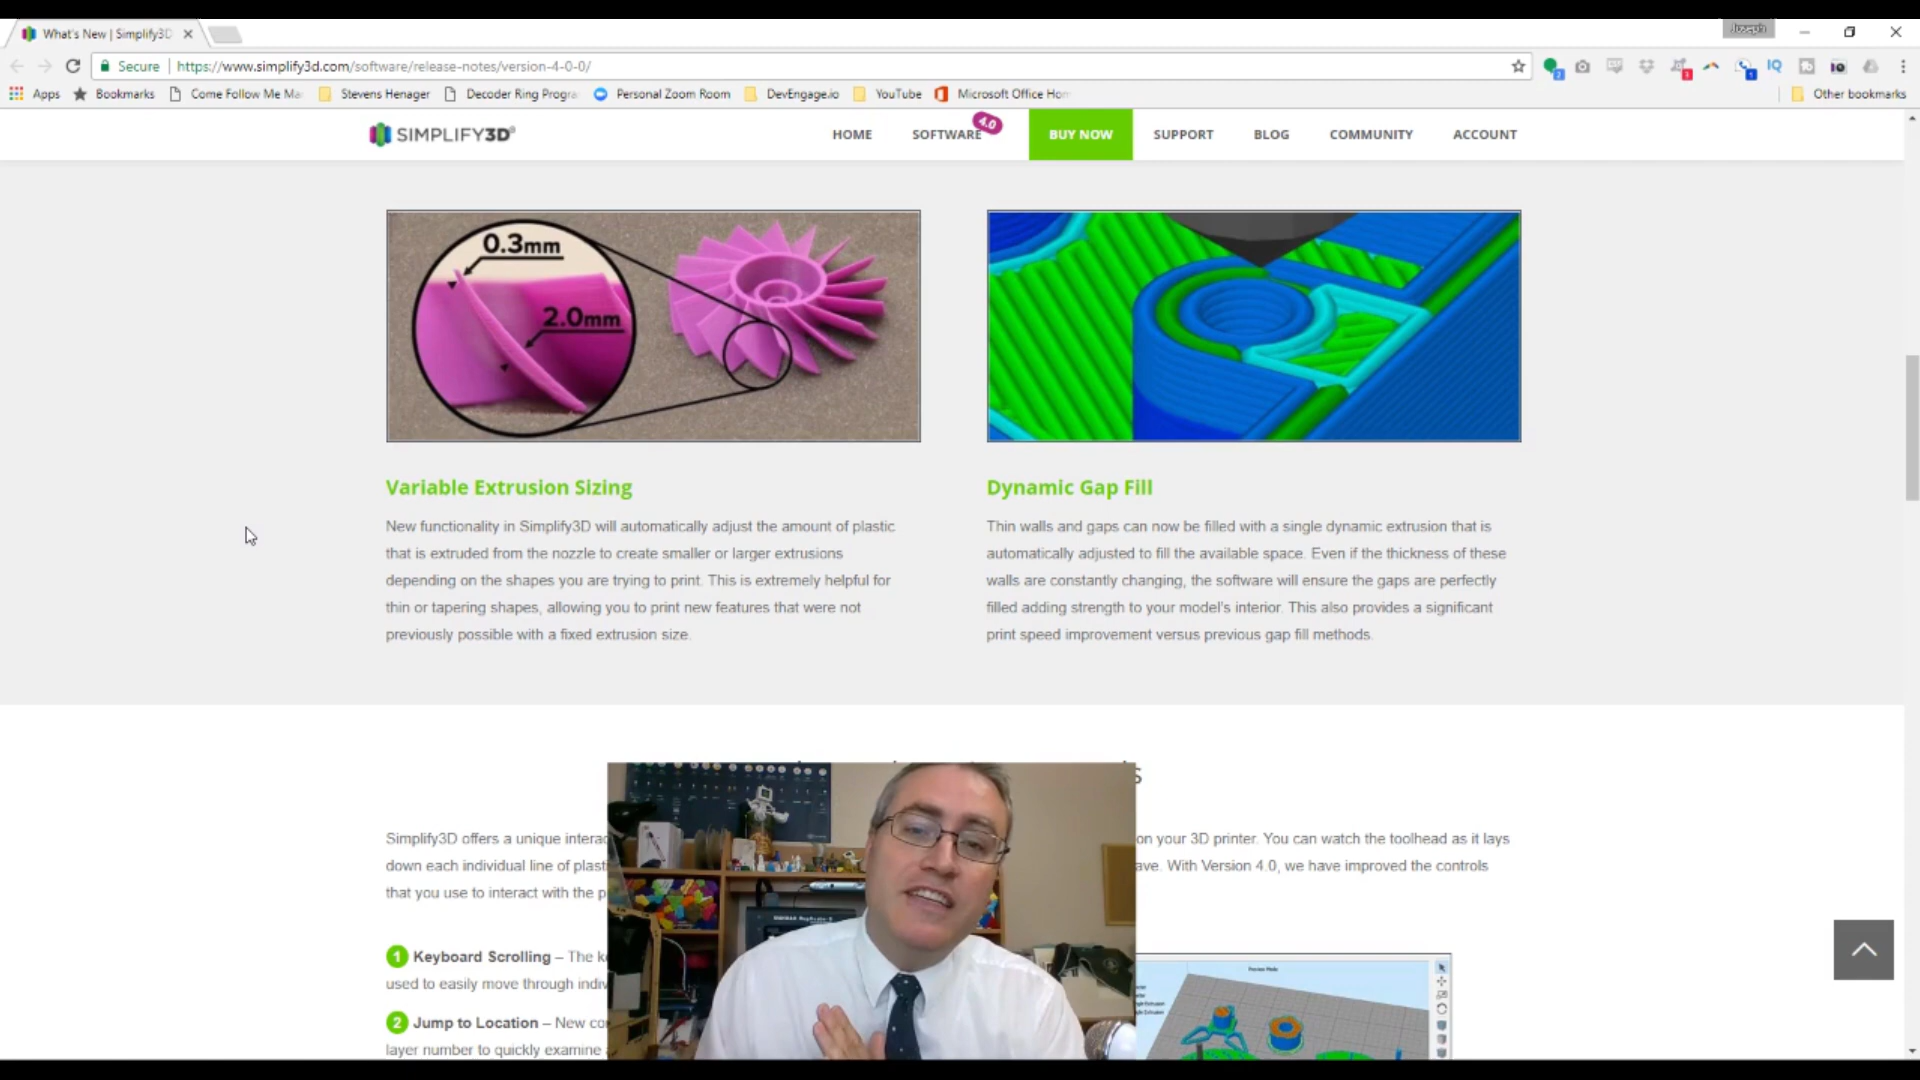 What's New | Simplify3D
Joseph
Secure | https://www.simplify3d.com/software/release-notes/version-4-0-0/
Apps Bookmarks Come Follow Me Ma Stevens Henager Decoder Ring Progra Personal Zoom Room DevEngage.io YouTube Microsoft Office Hom Other bookmarks
SIMPLIFY3D HOME SOFTWARE 4.0 BUY NOW SUPPORT BLOG COMMUNITY ACCOUNT
0.3mm
2.0mm
Variable Extrusion Sizing
New functionality in Simplify3D will automatically adjust the amount of plastic
that is extruded from the nozzle to create smaller or larger extrusions
depending on the shapes you are trying to print. This is extremely helpful for
thin or tapering shapes, allowing you to print new features that were not
previously possible with a fixed extrusion size.
Dynamic Gap Fill
Thin walls and gaps can now be filled with a single dynamic extrusion that is
automatically adjusted to fill the available space. Even if the thickness of these
walls are constantly changing, the software will ensure the gaps are perfectly
filled adding strength to your model's interior. This also provides a significant
print speed improvement versus previous gap fill methods.
Simplify3D offers a unique interac on your 3D printer. You can watch the toolhead as it lays
down each individual line of plasti ave. With Version 4.0, we have improved the controls
that you use to interact with the p
1 Keyboard Scrolling – The ke
used to easily move through indiv
2 Jump to Location – New con
layer number to quickly examine
Preview Mode